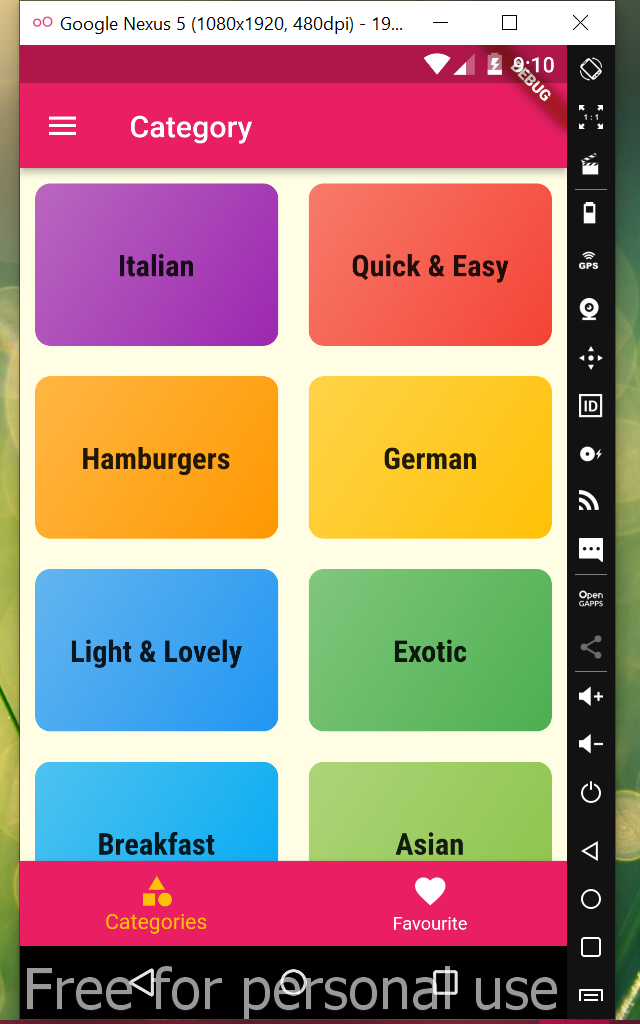 Google Nexus 5 (1080x1920, 480dpi) - 19...
9:10
DEBUG
Category
1 : 1
GPS
Italian
Quick & Easy
Hamburgers
German
ID
Light & Lovely
Exotic
Open
GAPPS
Breakfast
Asian
Categories
Favourite
Free for personal use